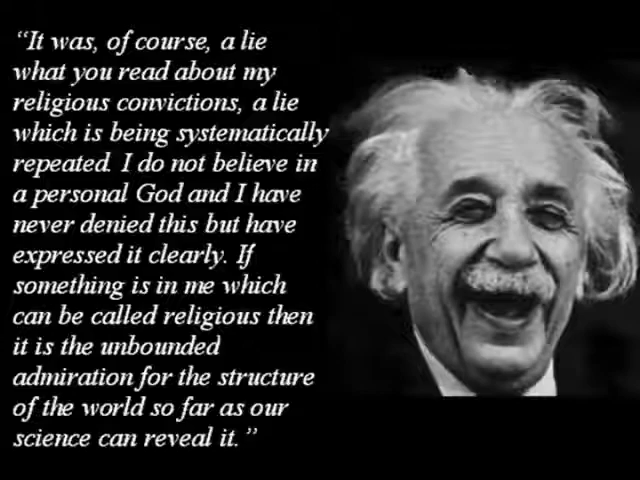 “It was, of course, a lie
what you read about my
religious convictions, a lie
which is being systematically
repeated. I do not believe in
a personal God and I have
never denied this but have
expressed it clearly. If
something is in me which
can be called religious then
it is the unbounded
admiration for the structure
of the world so far as our
science can reveal it.”